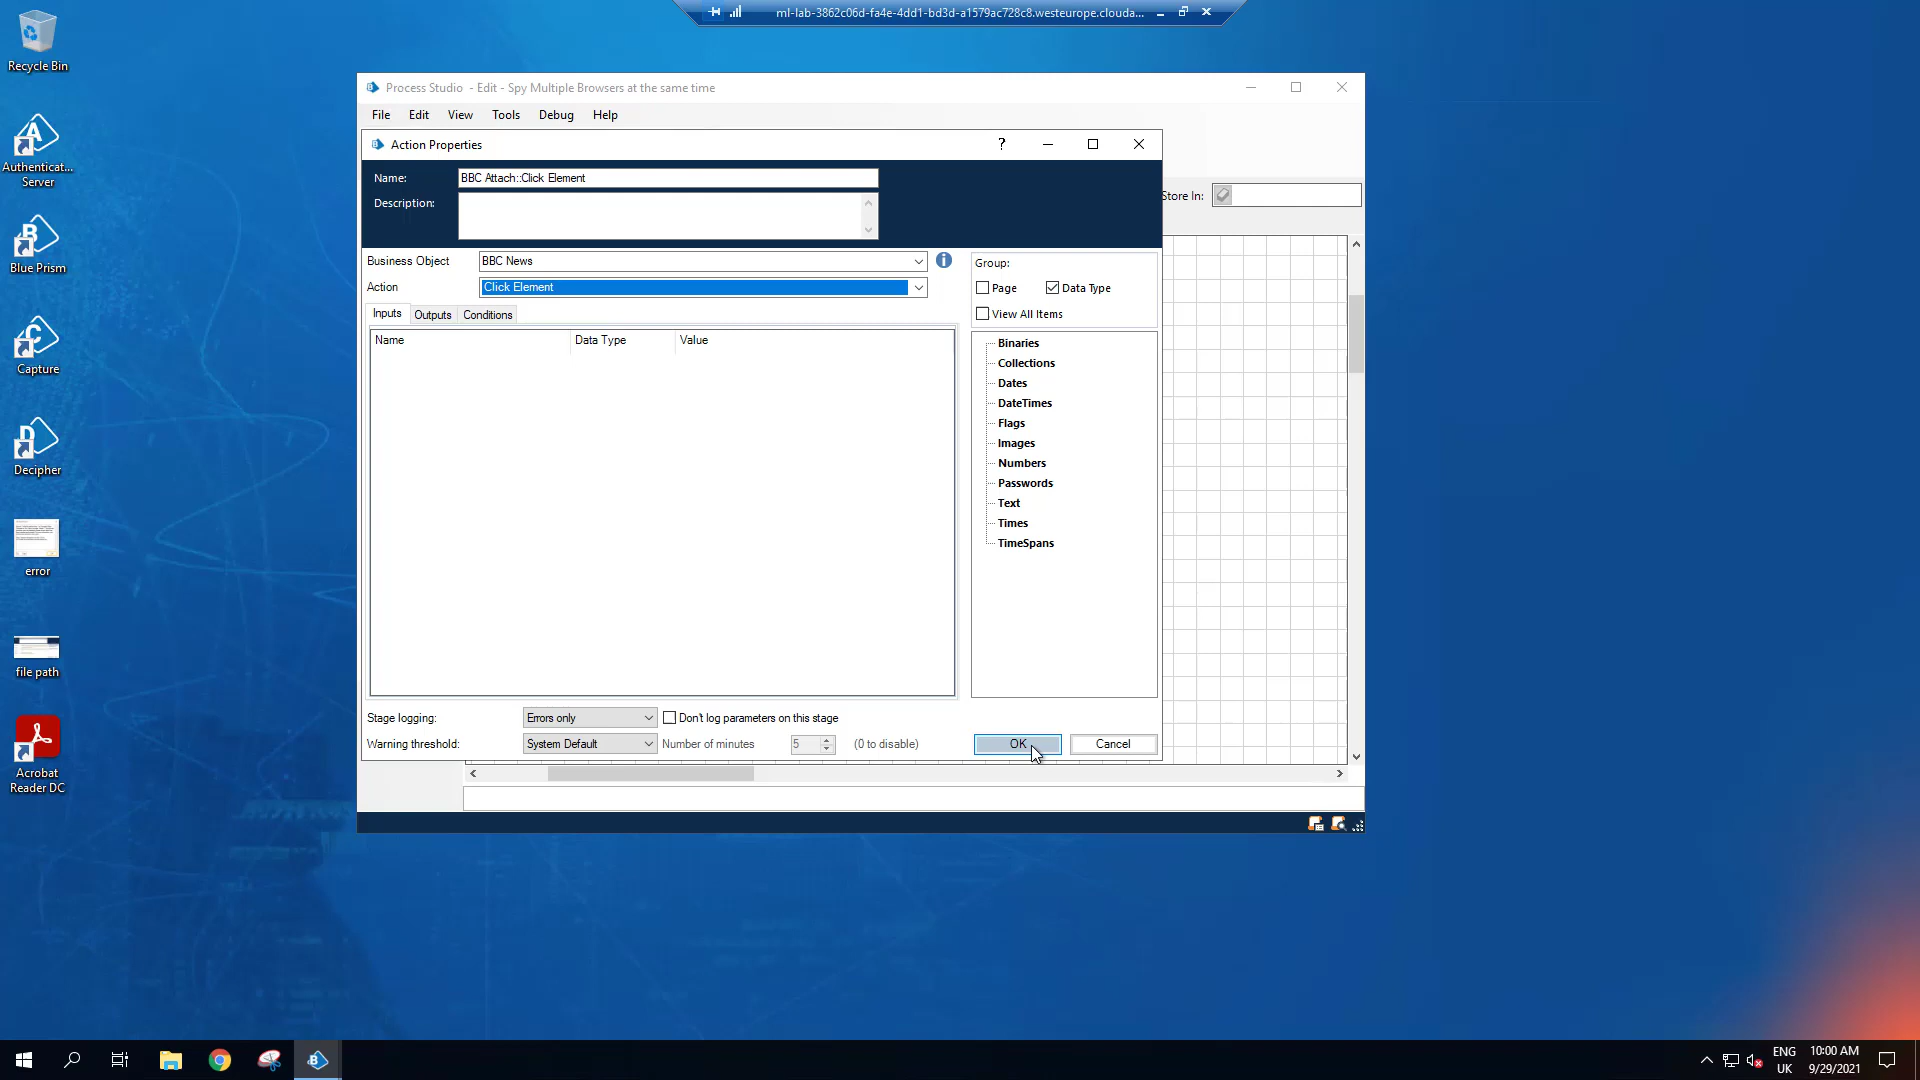 ml-lab-3862c06d-fa4e-4dd1-bd3d-a1579ac728c8.westeurope.clouda...
Recycle Bin
Authenticat...
Server
Blue Prism
Capture
Decipher
error
file path
Acrobat
Reader DC
Process Studio - Edit - Spy Multiple Browsers at the same time
File Edit View Tools Debug Help
Action Properties
?
Name: BBC Attach::Click Element
Description:
Store In:
Business Object BBC News
Action Click Element
Group:
Page Data Type
View All Items
Inputs Outputs Conditions
Name Data Type Value
Binaries
Collections
Dates
DateTimes
Flags
Images
Numbers
Passwords
Text
Times
TimeSpans
Stage logging: Errors only Don't log parameters on this stage
Warning threshold: System Default Number of minutes 5 (0 to disable)
OK Cancel
ENG
UK
10:00 AM
9/29/2021